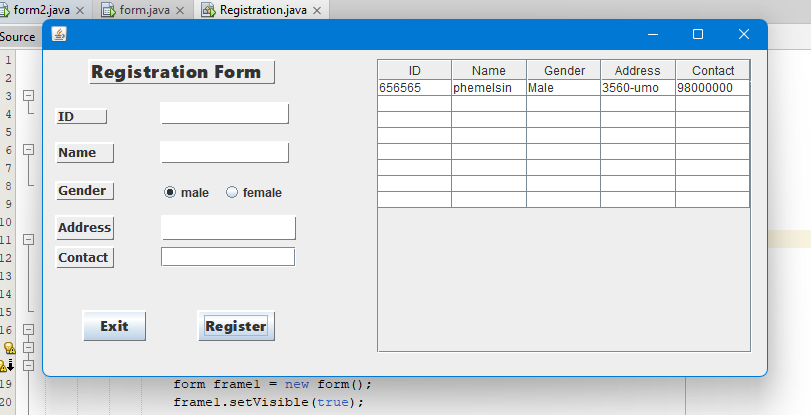 form2.java × form.java × Registration.java ×
Source
1
2
3
4
5
6
7
8
9
10
11
12
13
14
15
16
19 form frame1 = new form();
20 frame1.setVisible(true);
Registration Form
ID
Name
Gender male female
Address
Contact
Exit Register
ID Name Gender Address Contact
656565 phemelsin Male 3560-umo 98000000